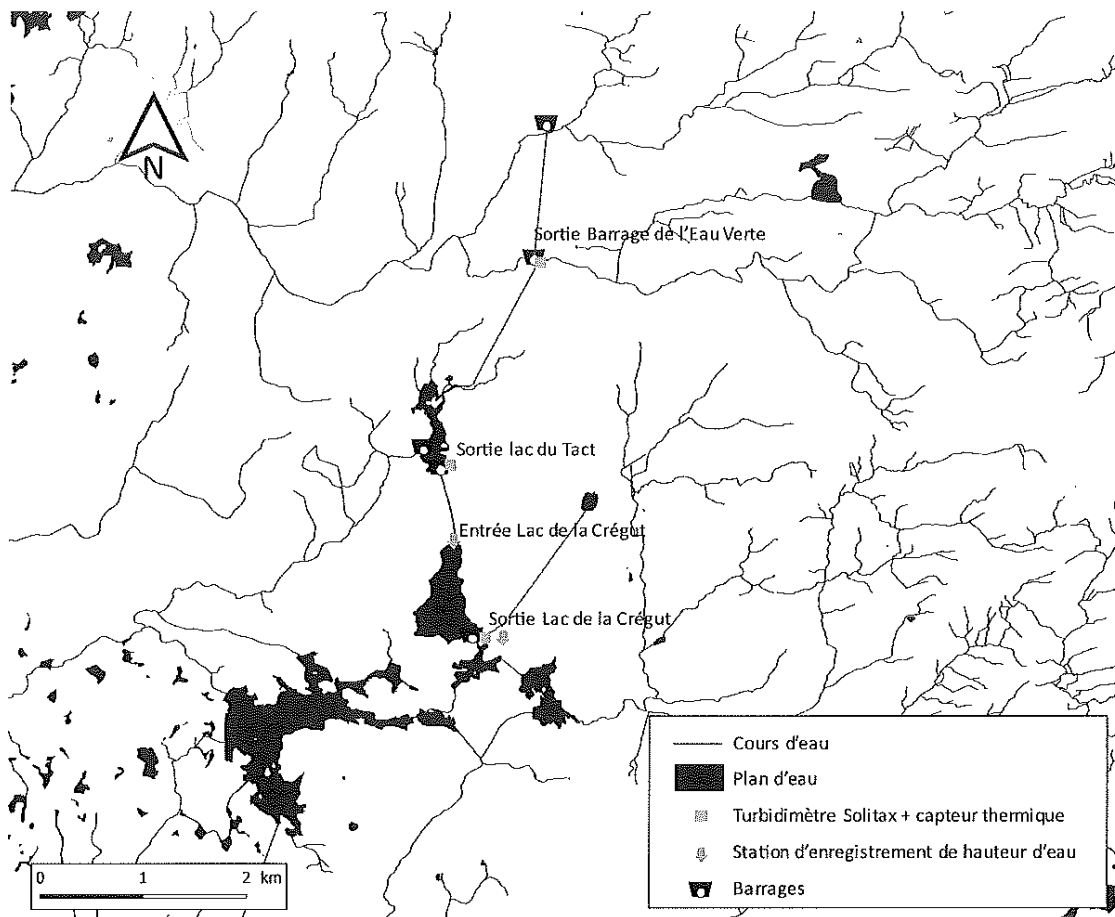 N
Sortie Barrage de l'Eau Verte
Sortie lac du Tact
Entrée Lac de la Crégut
Sortie Lac de la Crégut
Cours d'eau
Plan d'eau
Turbidimètre Solitax + capteur thermique
Station d'enregistrement de hauteur d'eau
Barrages
0 1 2 km